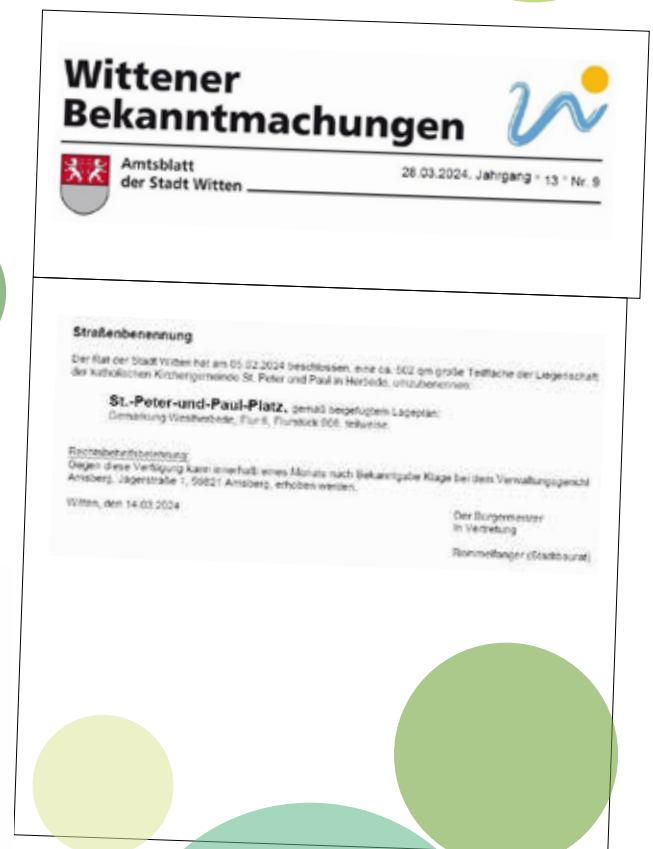 Wittener
Bekanntmachungen
Amtsblatt
der Stadt Witten
28.03.2024, Jahrgang * 13 * Nr. 9
Straßenbenennung
Der Rat der Stadt Witten hat am 05.02.2024 beschlossen, eine ca. 502 qm große Teilfläche der Liegenschaft
der katholischen Kirchengemeinde St. Peter und Paul in Herbede, umzubenennen:
St.-Peter-und-Paul-Platz, gemäß beigefügtem Lageplan:
Gemarkung Westherbede, Flur 6, Flurstück teilweise.
Rechtsbehelfsbelehrung:
Gegen diese Verfügung kann innerhalb eines Monats nach Bekanntgabe Klage bei dem Verwaltungsgericht
Arnsberg, Jägerstraße 1, 59821 Arnsberg, erhoben werden.
Witten, den 14.03.2024
Der Bürgermeister
In Vertretung
Rommelfanger (Stadtbaurat)